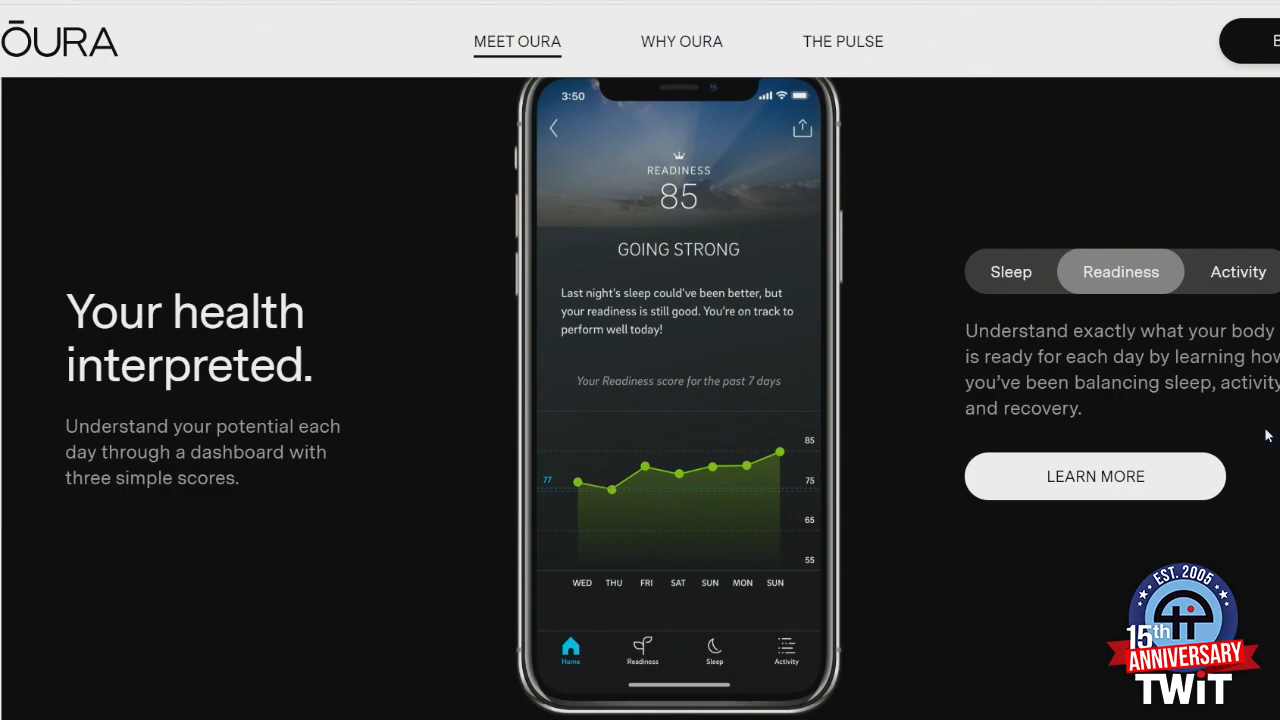 ŌURA
MEET OURA
WHY OURA
THE PULSE
Your health
interpreted.
Understand your potential each
day through a dashboard with
three simple scores.
3:50
READINESS
85
GOING STRONG
Last night's sleep could've been better, but
your readiness is still good. You're on track to
perform well today!
Your Readiness score for the past 7 days
85
77
75
65
55
WED THU FRI SAT SUN MON SUN
Home Readiness Sleep Activity
Sleep Readiness Activity
Understand exactly what your body
is ready for each day by learning how
you've been balancing sleep, activity
and recovery.
LEARN MORE
EST. 2005
15th
ANNIVERSARY
TWiT